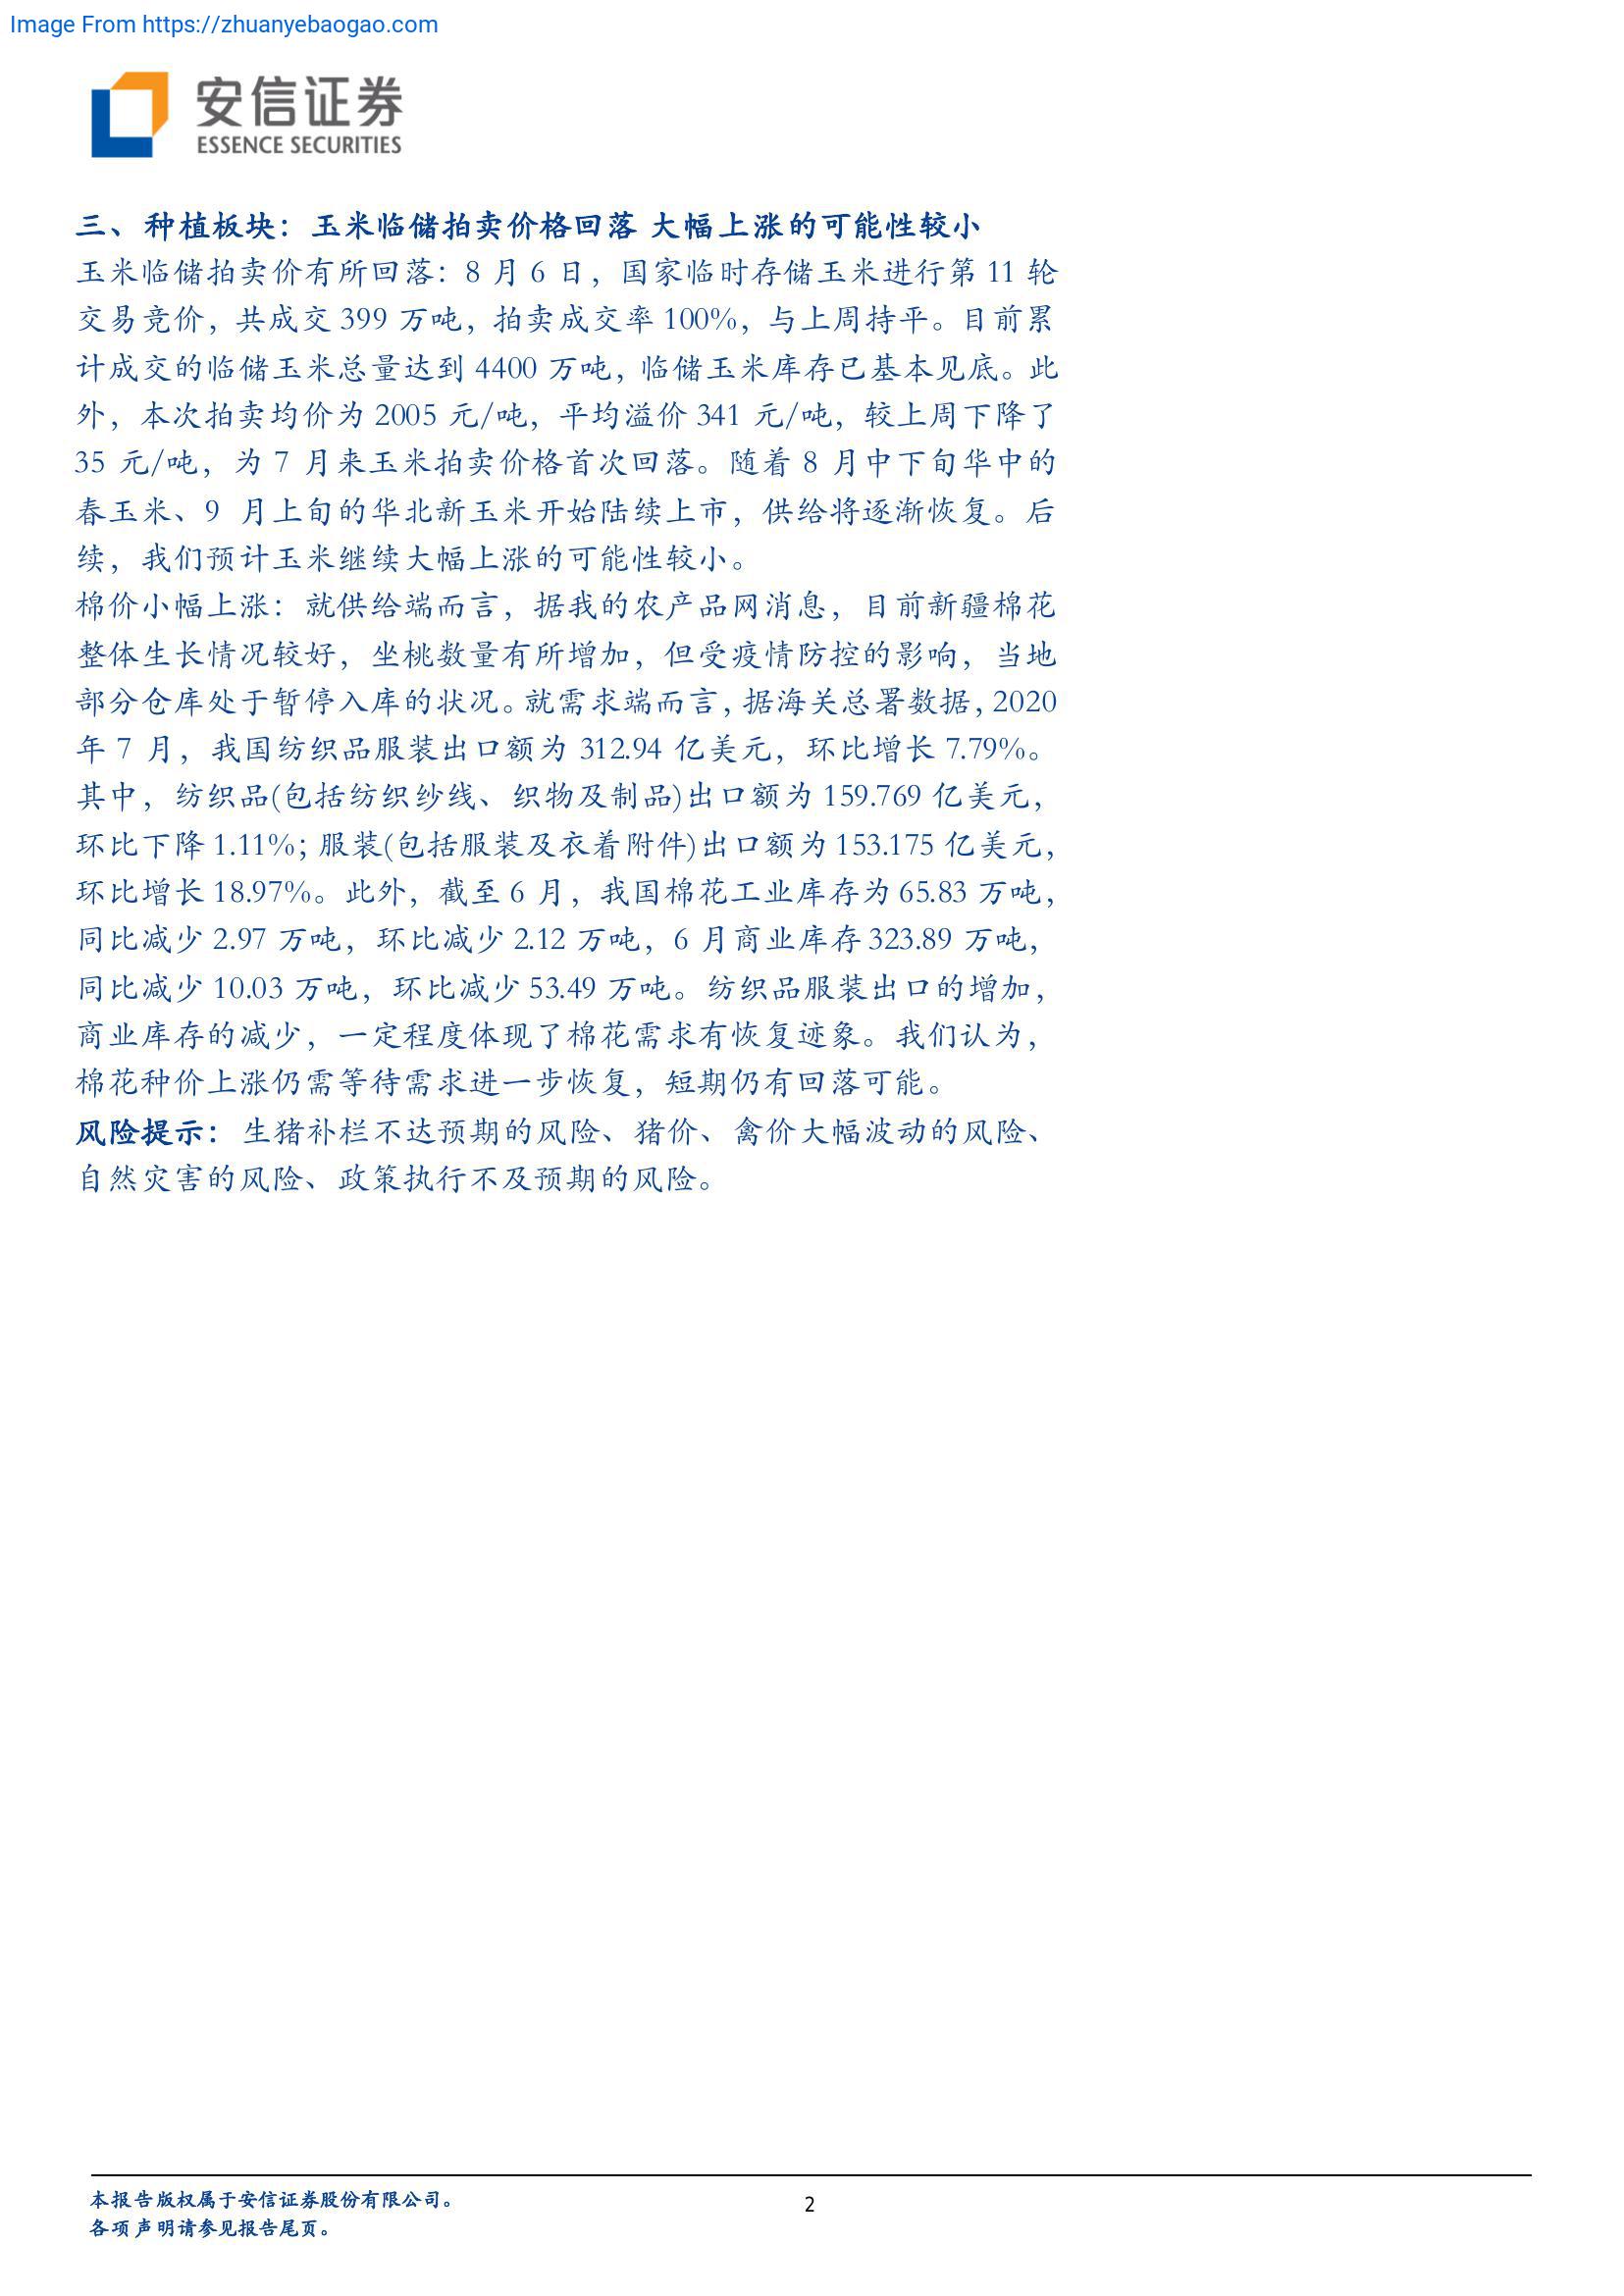 Image From https://zhuanyebaogao.com
安信证券
ESSENCE SECURITIES
三、种植板块：玉米临储拍卖价格回落 大幅上涨的可能性较小
玉米临储拍卖价有所回落：8 月 6 日，国家临时存储玉米进行第 11 轮
交易竞价，共成交 399 万吨，拍卖成交率 100%，与上周持平。目前累
计成交的临储玉米总量达到 4400 万吨，临储玉米库存已基本见底。此
外，本次拍卖均价为 2005 元/吨，平均溢价 341 元/吨，较上周下降了
35 元/吨，为 7 月来玉米拍卖价格首次回落。随着 8 月中下旬华中的
春玉米、9 月上旬的华北新玉米开始陆续上市，供给将逐渐恢复。后
续，我们预计玉米继续大幅上涨的可能性较小。
棉价小幅上涨：就供给端而言，据我的农产品网消息，目前新疆棉花
整体生长情况较好，坐桃数量有所增加，但受疫情防控的影响，当地
部分仓库处于暂停入库的状况。就需求端而言，据海关总署数据，2020
年 7 月，我国纺织品服装出口额为 312.94 亿美元，环比增长 7.79%。
其中，纺织品(包括纺织纱线、织物及制品)出口额为 159.769 亿美元，
环比下降 1.11%；服装(包括服装及衣着附件)出口额为 153.175 亿美元，
环比增长 18.97%。此外，截至 6 月，我国棉花工业库存为 65.83 万吨，
同比减少 2.97 万吨，环比减少 2.12 万吨，6 月商业库存 323.89 万吨，
同比减少 10.03 万吨，环比减少 53.49 万吨。纺织品服装出口的增加，
商业库存的减少，一定程度体现了棉花需求有恢复迹象。我们认为，
棉花种价上涨仍需等待需求进一步恢复，短期仍有回落可能。
风险提示：生猪补栏不达预期的风险、猪价、禽价大幅波动的风险、
自然灾害的风险、政策执行不及预期的风险。
本报告版权属于安信证券股份有限公司。
2
各项声明请参见报告尾页。